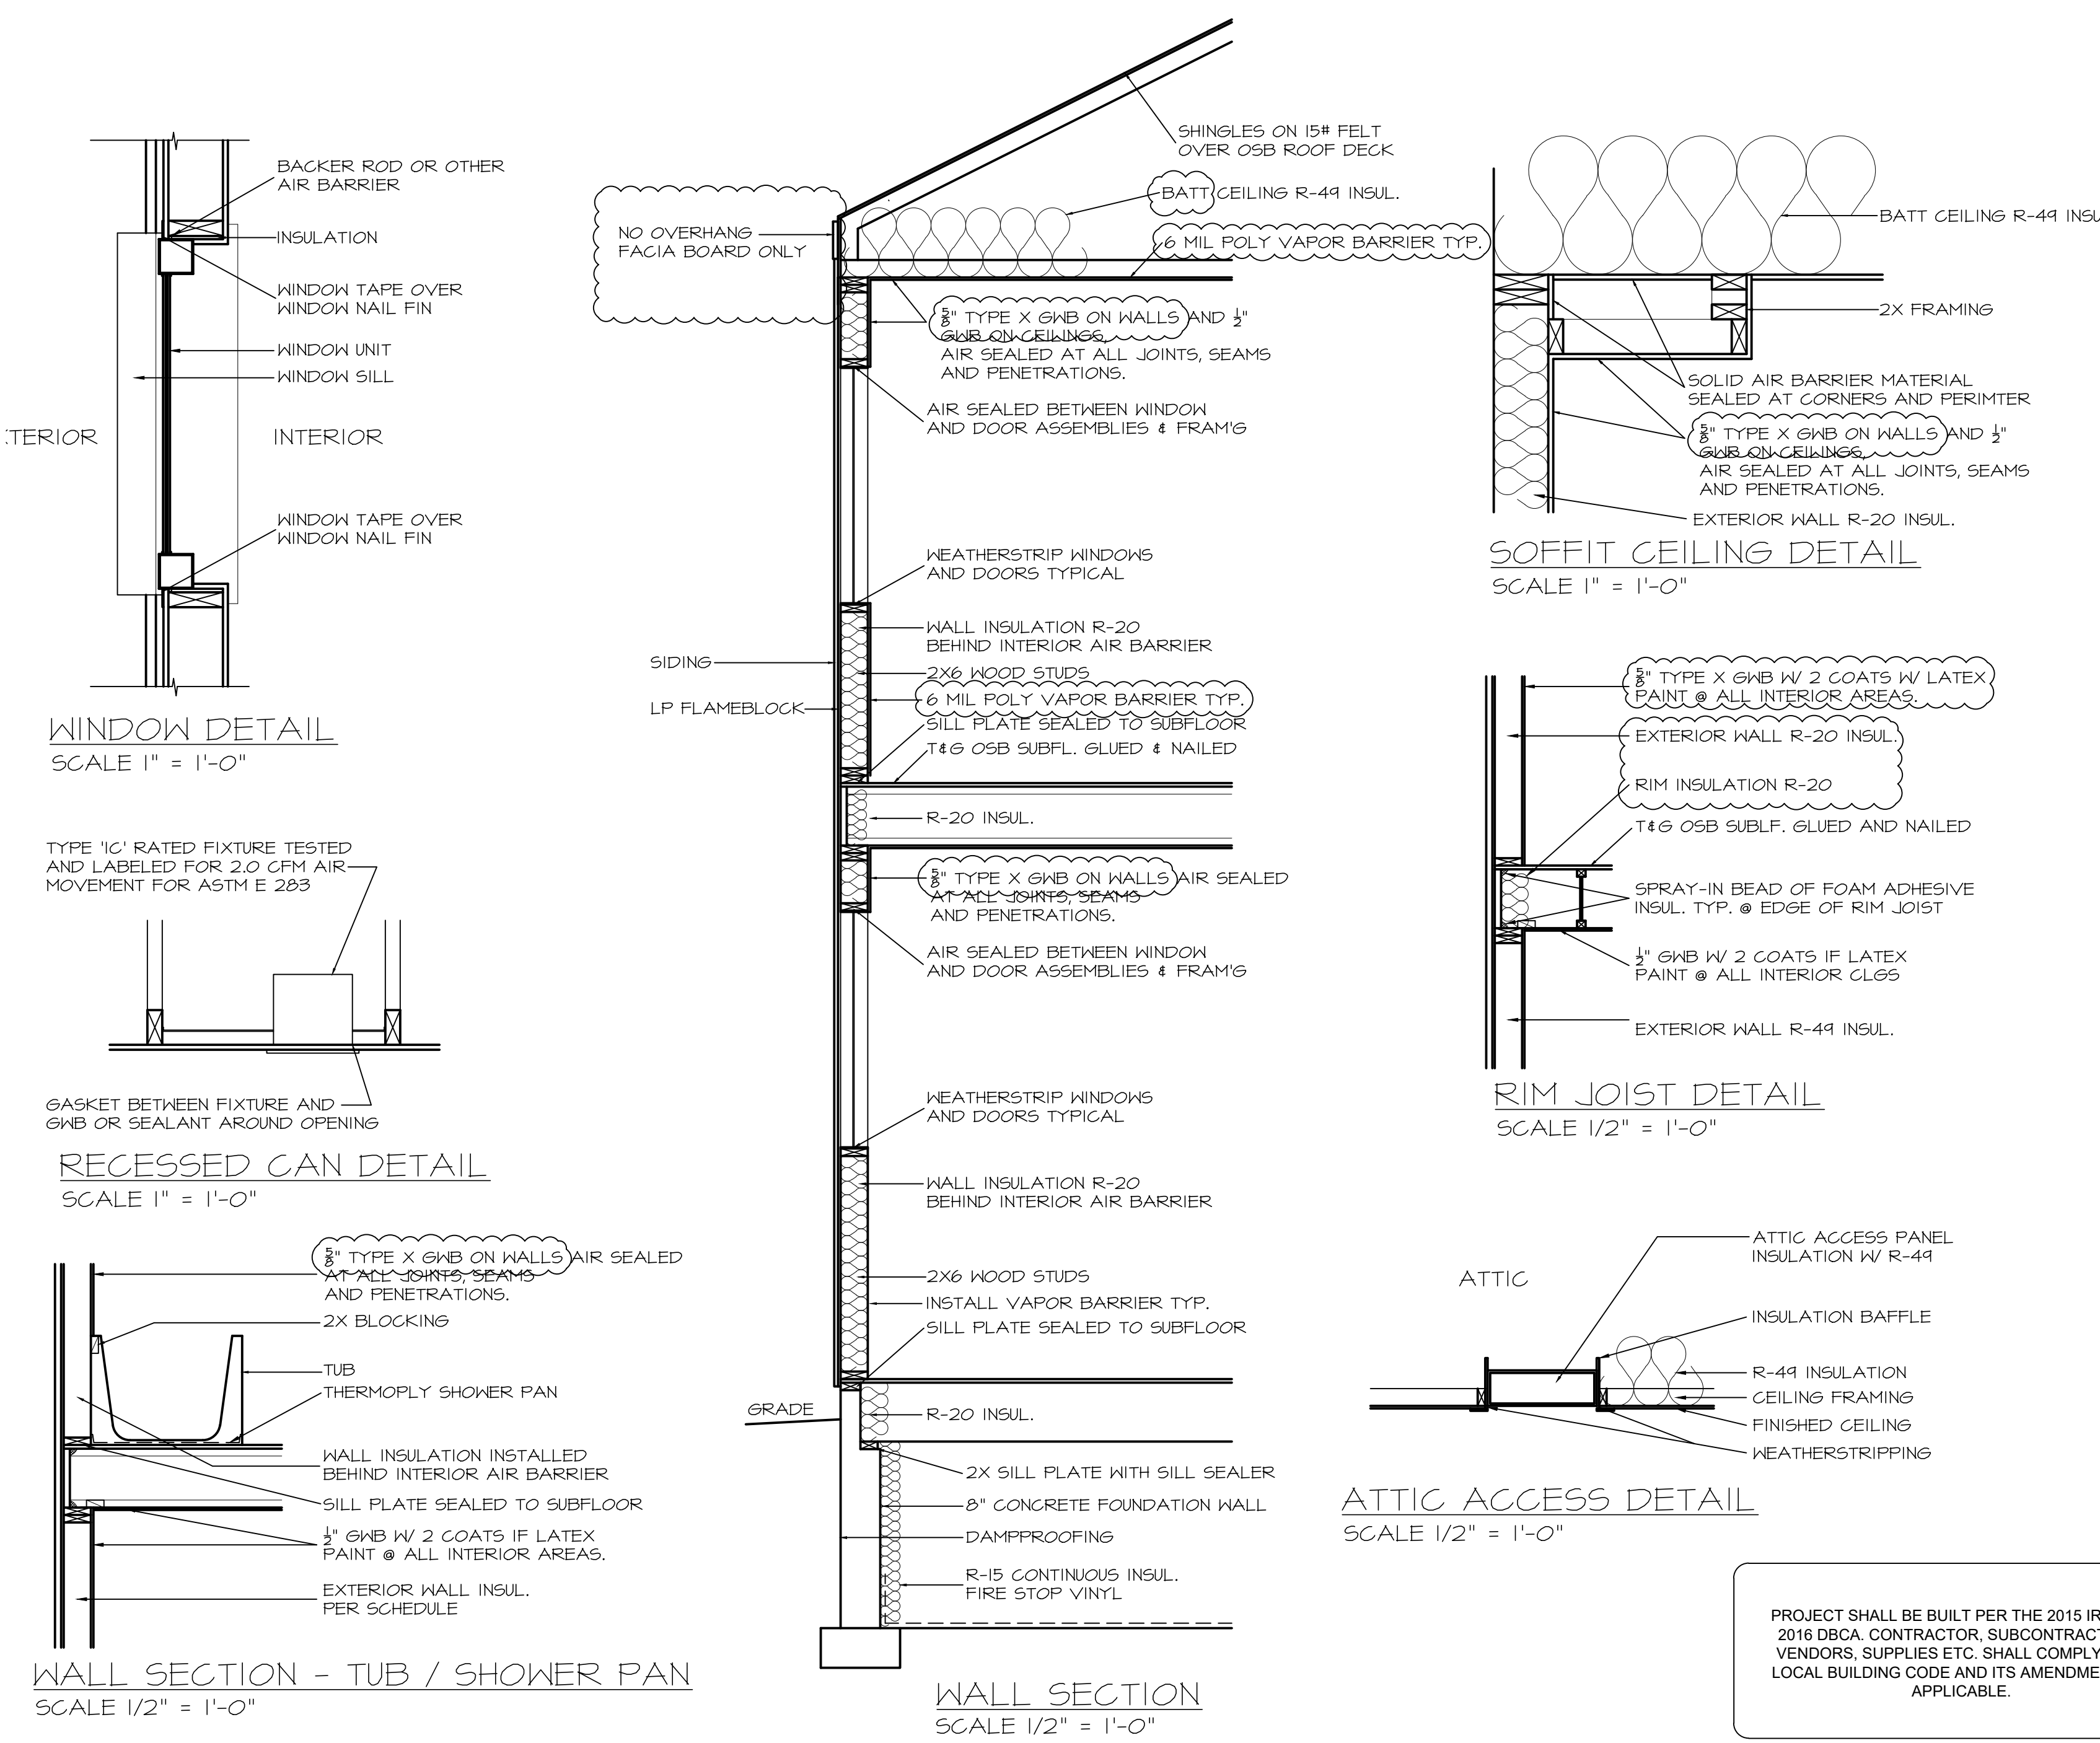 BACKER ROD OR OTHER
AIR BARRIER
INSULATION
WINDOW TAPE OVER
WINDOW NAIL FIN
WINDOW UNIT
WINDOW SILL
TERIOR
INTERIOR
WINDOW TAPE OVER
WINDOW NAIL FIN
WINDOW DETAIL
SCALE 1" = 1'-0"
TYPE 'IC' RATED FIXTURE TESTED
AND LABELED FOR 2.0 CFM AIR
MOVEMENT FOR ASTM E 283
GASKET BETWEEN FIXTURE AND
GWB OR SEALANT AROUND OPENING
RECESSED CAN DETAIL
SCALE 1" = 1'-0"
5/8" TYPE X GWB ON WALLS AIR SEALED
AT ALL JOINTS, SEAMS
AND PENETRATIONS.
2X BLOCKING
TUB
THERMOPLY SHOWER PAN
WALL INSULATION INSTALLED
BEHIND INTERIOR AIR BARRIER
SILL PLATE SEALED TO SUBFLOOR
1/2" GWB W/ 2 COATS IF LATEX
PAINT @ ALL INTERIOR AREAS.
EXTERIOR WALL INSUL.
PER SCHEDULE
WALL SECTION - TUB / SHOWER PAN
SCALE 1/2" = 1'-0"
SHINGLES ON 15# FELT
OVER OSB ROOF DECK
BATT CEILING R-49 INSUL.
NO OVERHANG
FACIA BOARD ONLY
6 MIL POLY VAPOR BARRIER TYP.
5/8" TYPE X GWB ON WALLS AND 1/2"
GWB ON CEILINGS,
AIR SEALED AT ALL JOINTS, SEAMS
AND PENETRATIONS.
AIR SEALED BETWEEN WINDOW
AND DOOR ASSEMBLIES & FRAM'G
WEATHERSTRIP WINDOWS
AND DOORS TYPICAL
WALL INSULATION R-20
BEHIND INTERIOR AIR BARRIER
SIDING
2X6 WOOD STUDS
6 MIL POLY VAPOR BARRIER TYP.
LP FLAMEBLOCK
SILL PLATE SEALED TO SUBFLOOR
T&G OSB SUBFL. GLUED & NAILED
R-20 INSUL.
5/8" TYPE X GWB ON WALLS AIR SEALED
AT ALL JOINTS, SEAMS
AND PENETRATIONS.
AIR SEALED BETWEEN WINDOW
AND DOOR ASSEMBLIES & FRAM'G
WEATHERSTRIP WINDOWS
AND DOORS TYPICAL
WALL INSULATION R-20
BEHIND INTERIOR AIR BARRIER
2X6 WOOD STUDS
INSTALL VAPOR BARRIER TYP.
SILL PLATE SEALED TO SUBFLOOR
GRADE
R-20 INSUL.
2X SILL PLATE WITH SILL SEALER
8" CONCRETE FOUNDATION WALL
DAMPPROOFING
R-15 CONTINUOUS INSUL.
FIRE STOP VINYL
WALL SECTION
SCALE 1/2" = 1'-0"
BATT CEILING R-49 INSU
2X FRAMING
SOLID AIR BARRIER MATERIAL
SEALED AT CORNERS AND PERIMTER
5/8" TYPE X GWB ON WALLS AND 1/2"
GWB ON CEILINGS,
AIR SEALED AT ALL JOINTS, SEAMS
AND PENETRATIONS.
EXTERIOR WALL R-20 INSUL.
SOFFIT CEILING DETAIL
SCALE 1" = 1'-0"
5/8" TYPE X GWB W/ 2 COATS W/ LATEX
PAINT @ ALL INTERIOR AREAS.
EXTERIOR WALL R-20 INSUL.
RIM INSULATION R-20
T&G OSB SUBLF. GLUED AND NAILED
SPRAY-IN BEAD OF FOAM ADHESIVE
INSUL. TYP. @ EDGE OF RIM JOIST
1/2" GWB W/ 2 COATS IF LATEX
PAINT @ ALL INTERIOR CLGS
EXTERIOR WALL R-49 INSUL.
RIM JOIST DETAIL
SCALE 1/2" = 1'-0"
ATTIC ACCESS PANEL
INSULATION W/ R-49
ATTIC
INSULATION BAFFLE
R-49 INSULATION
CEILING FRAMING
FINISHED CEILING
WEATHERSTRIPPING
ATTIC ACCESS DETAIL
SCALE 1/2" = 1'-0"
PROJECT SHALL BE BUILT PER THE 2015 IR
2016 DBCA. CONTRACTOR, SUBCONTRACT
VENDORS, SUPPLIES ETC. SHALL COMPLY
LOCAL BUILDING CODE AND ITS AMENDME
APPLICABLE.